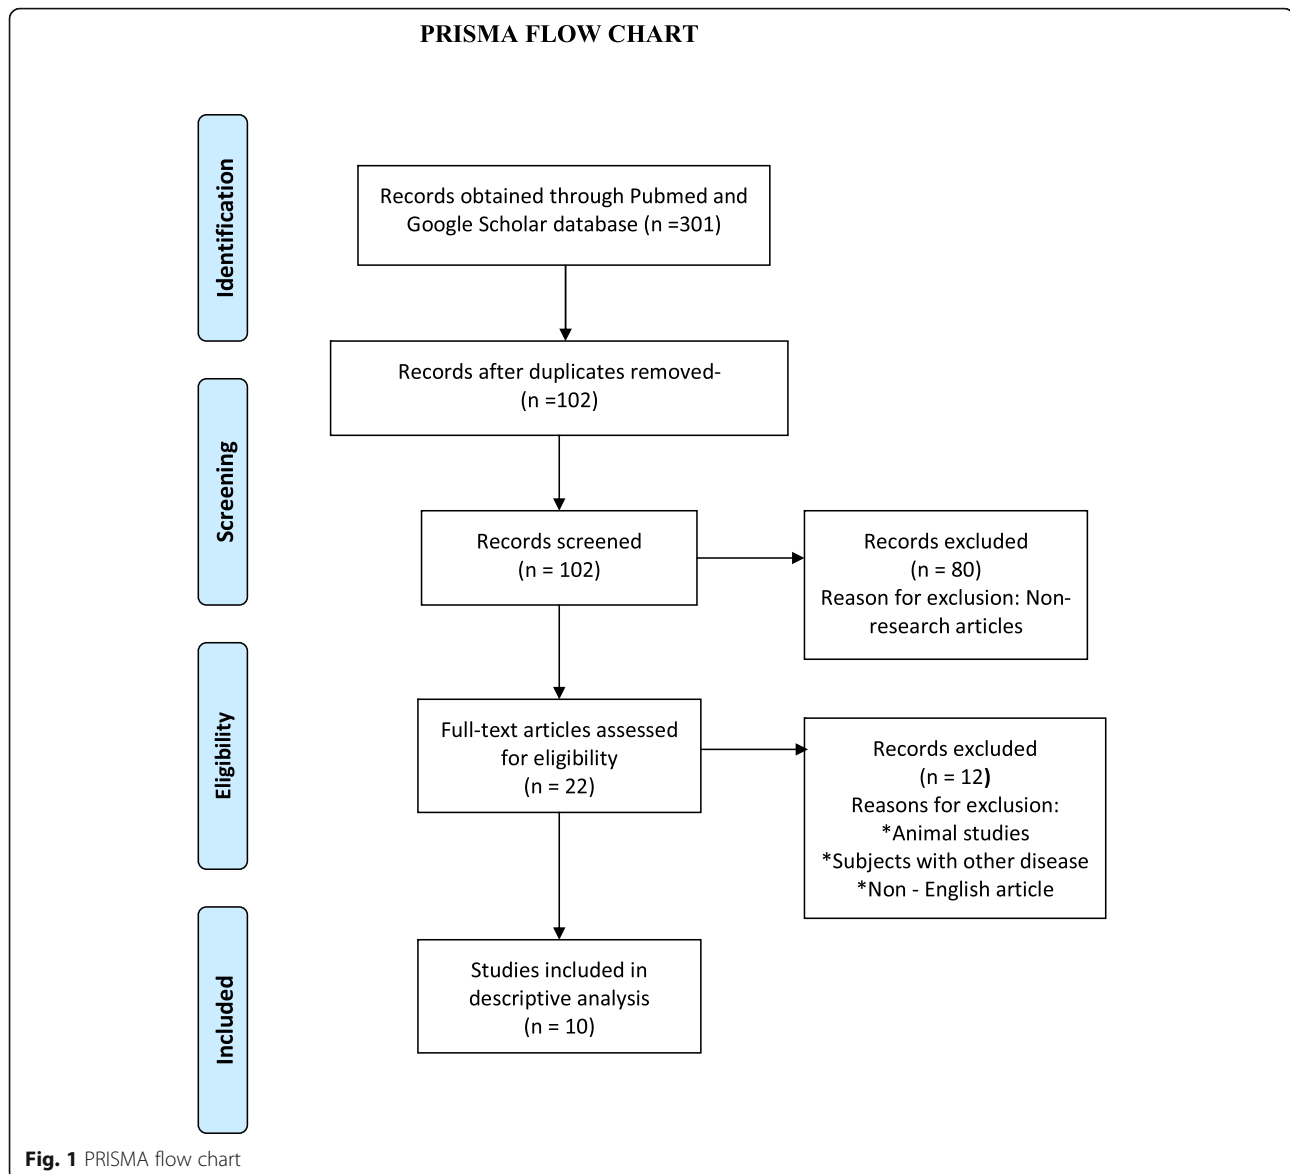 PRISMA FLOW CHART
Identification
Records obtained through Pubmed and
Google Scholar database (n =301)
Records after duplicates removed-
(n =102)
Screening
Records screened
(n = 102)
Records excluded
(n = 80)
Reason for exclusion: Non-
research articles
Eligibility
Full-text articles assessed
for eligibility
(n = 22)
Records excluded
(n = 12)
Reasons for exclusion:
*Animal studies
*Subjects with other disease
*Non - English article
Included
Studies included in
descriptive analysis
(n = 10)
Fig. 1 PRISMA flow chart